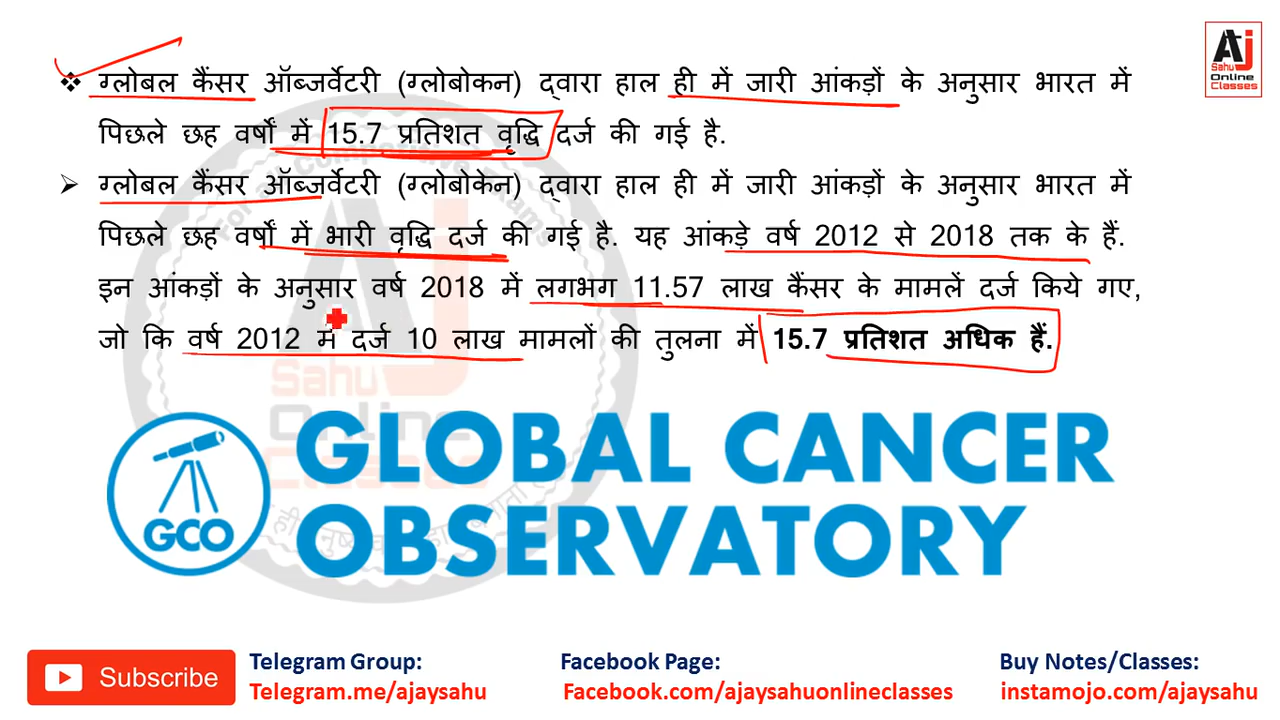 Aj
Sahu
Online
Classes
❖ ग्लोबल कैंसर ऑब्जर्वेटरी (ग्लोबोकन) द्वारा हाल ही में जारी आंकड़ों के अनुसार भारत में
पिछले छह वर्षों में 15.7 प्रतिशत वृद्धि दर्ज की गई है.
➢ ग्लोबल कैंसर ऑब्जर्वेटरी (ग्लोबोकेन) द्वारा हाल ही में जारी आंकड़ों के अनुसार भारत में
पिछले छह वर्षों में भारी वृद्धि दर्ज की गई है. यह आंकड़े वर्ष 2012 से 2018 तक के हैं.
इन आंकड़ों के अनुसार वर्ष 2018 में लगभग 11.57 लाख कैंसर के मामलें दर्ज किये गए,
जो कि वर्ष 2012 में दर्ज 10 लाख मामलों की तुलना में 15.7 प्रतिशत अधिक हैं.
GCO
GLOBAL CANCER
OBSERVATORY
Subscribe
Telegram Group: Facebook Page: Buy Notes/Classes:
Telegram.me/ajaysahu Facebook.com/ajaysahuonlineclasses instamojo.com/ajaysahu